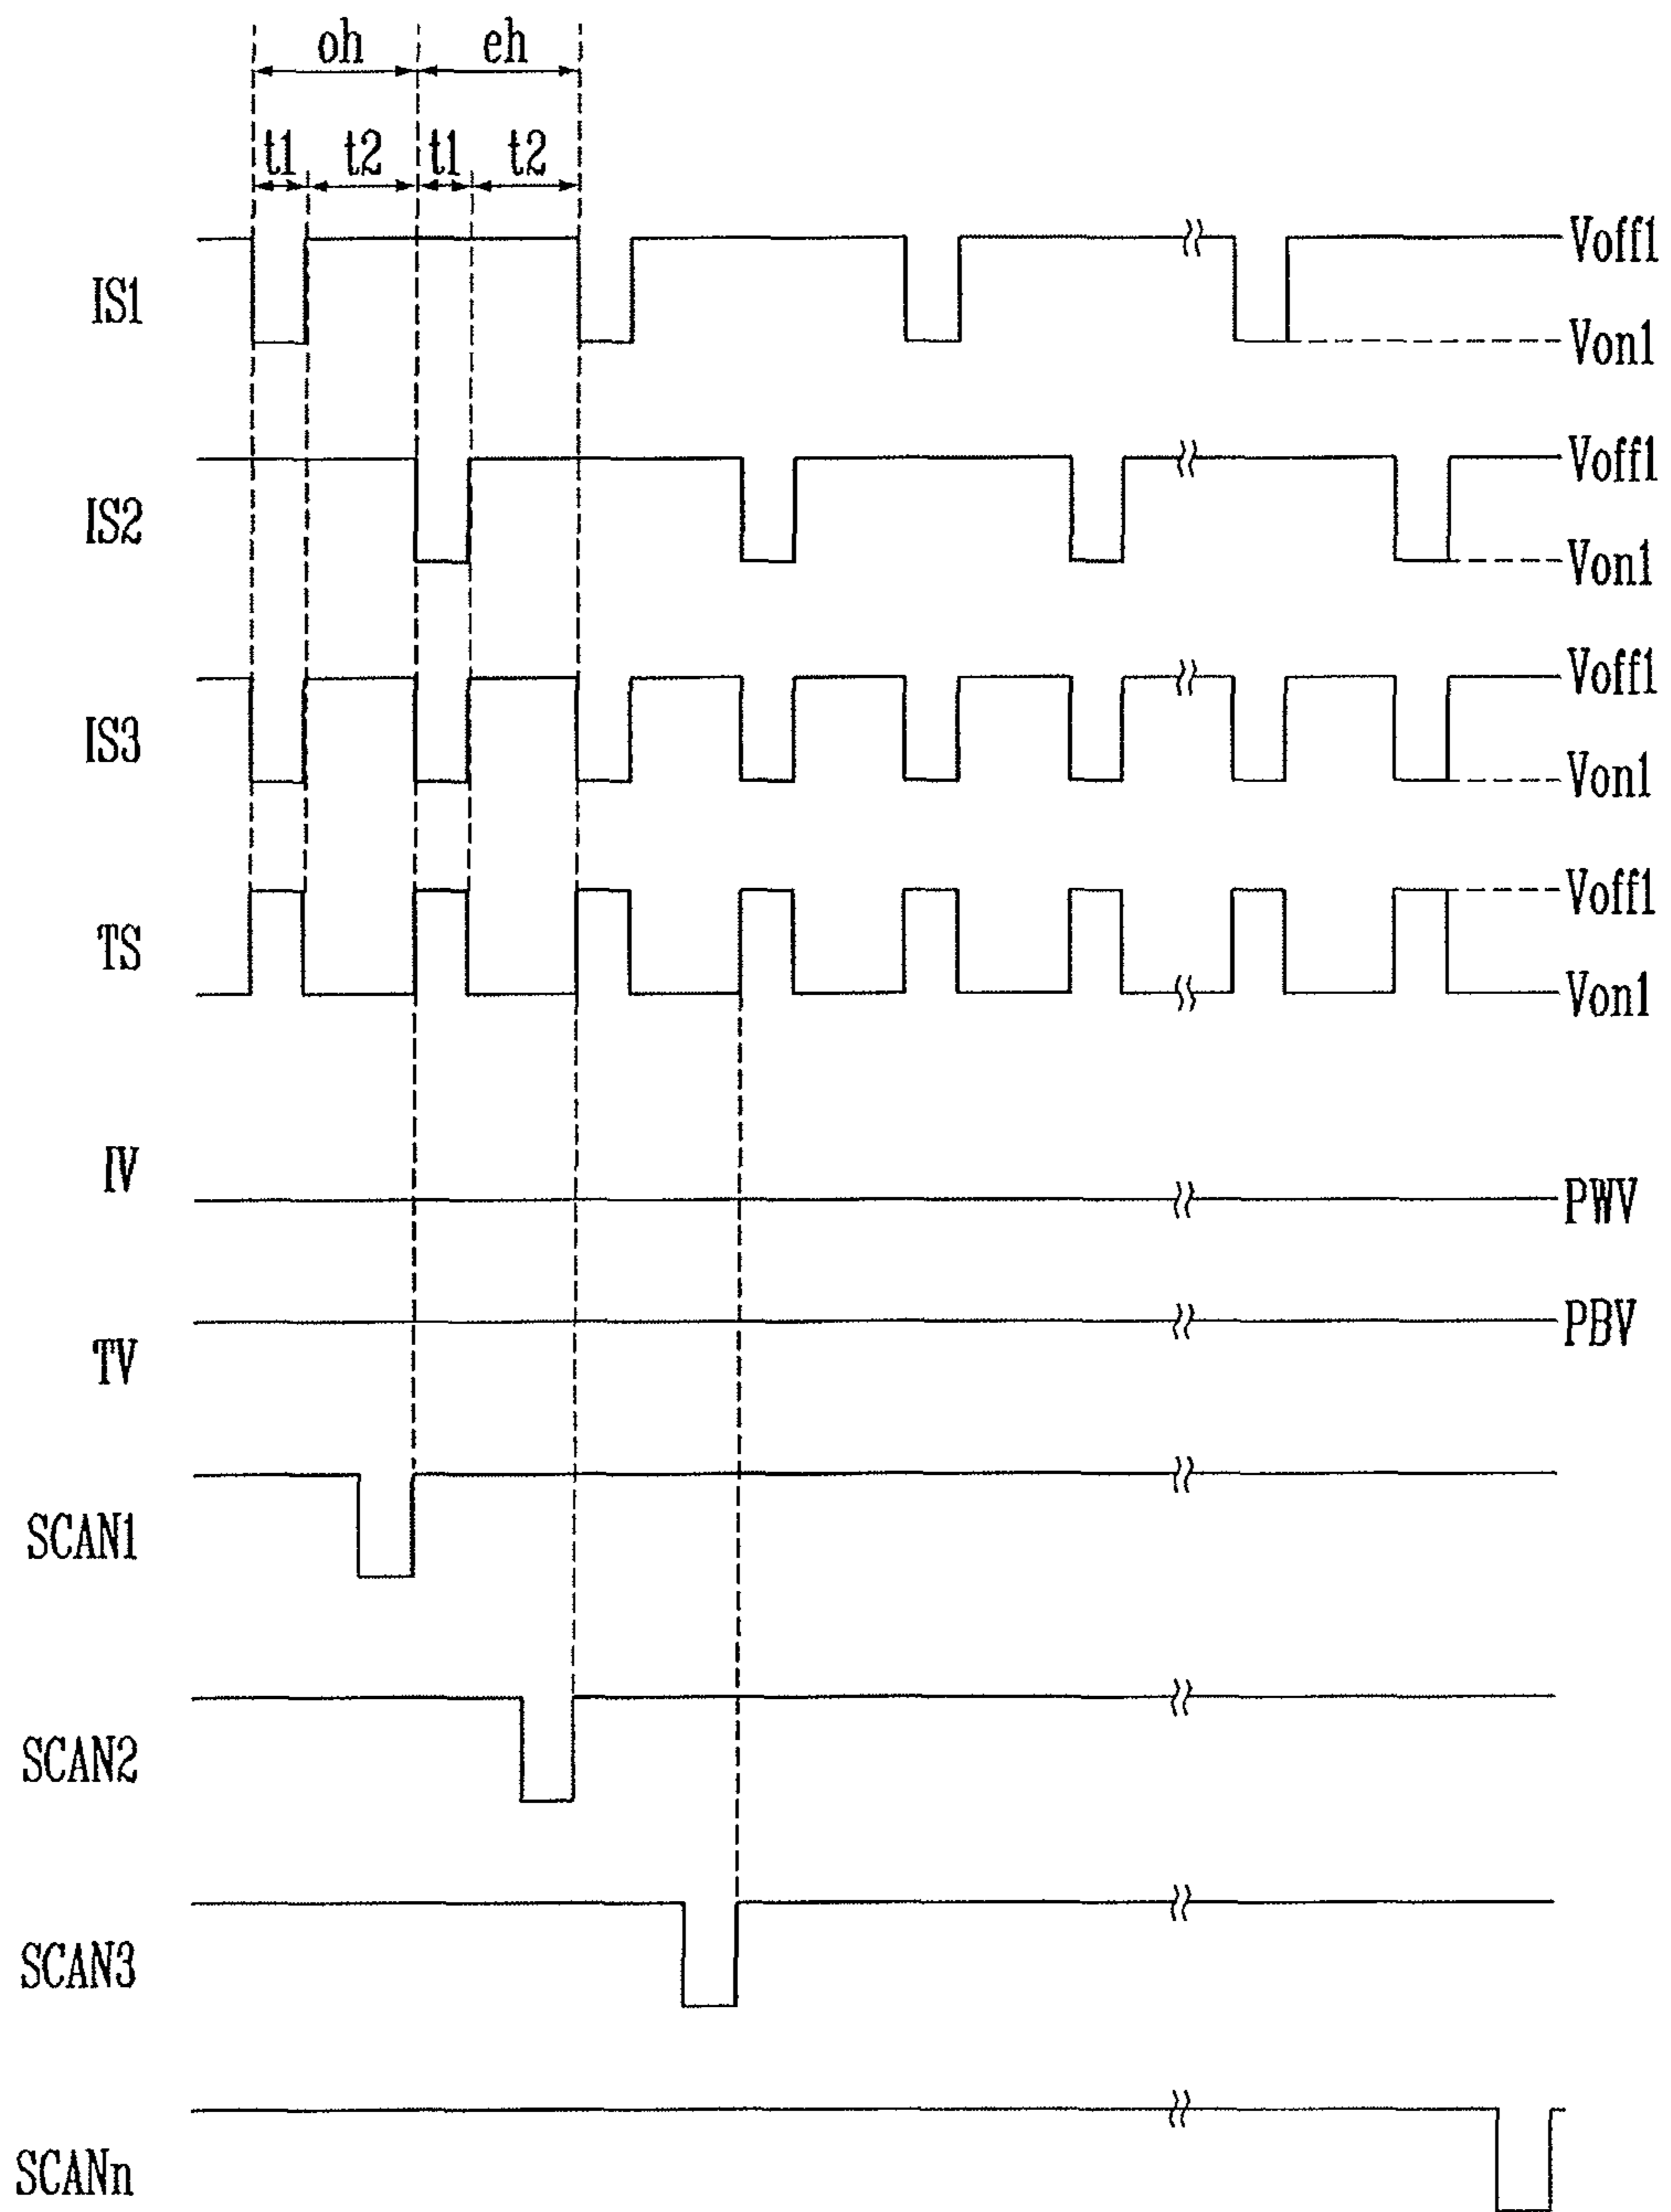 oh eh
t1 t2 t1 t2
IS1 Voff1
Von1
IS2 Voff1
Von1
IS3 Voff1
Von1
TS Voff1
Von1
IV PWV
TV PBV
SCAN1
SCAN2
SCAN3
SCANn